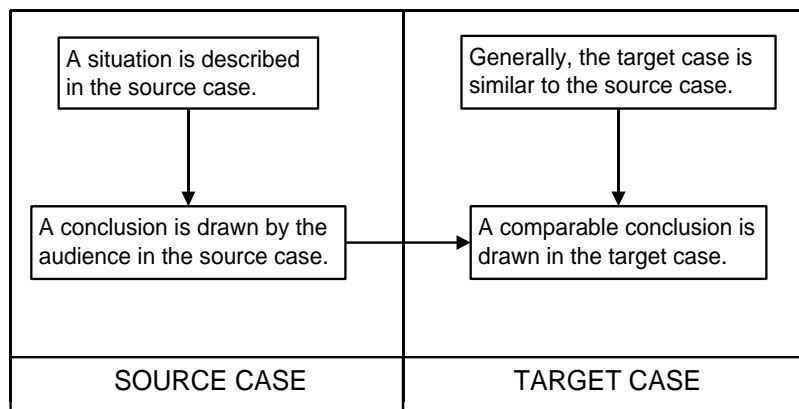 A situation is described
in the source case.
Generally, the target case is
similar to the source case.
A conclusion is drawn by the
audience in the source case.
A comparable conclusion is
drawn in the target case.
SOURCE CASE
TARGET CASE